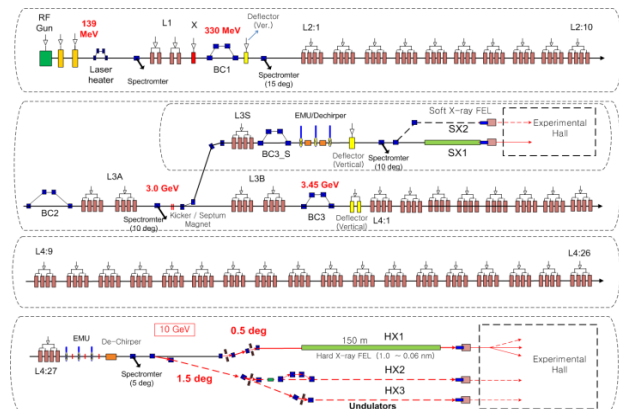 RF
Gun
139
MeV
Laser
heater
Spectromter
L1
X
330 MeV
BC1
Deflector
(Ver.)
Spectromter
(15 deg)
L2:1
L2:10
L3S
BC3_S
EMU/Dechirper
Deflector
(Vertical)
Spectromter
(10 deg)
Soft X-ray FEL
SX2
SX1
Experimental
Hall
BC2
L3A
3.0 GeV
Spectromter
(10 deg)
Kicker / Septum
Magnet
L3B
3.45 GeV
BC3
Deflector
(Vertical)
L4:1
L4:9
L4:26
L4:27
EMU
De-Chirper
Spectromter
(5 deg)
10 GeV
0.5 deg
1.5 deg
150 m
HX1
Hard X-ray FEL (1.0 ~ 0.06 nm)
HX2
HX3
Undulators
Experimental
Hall